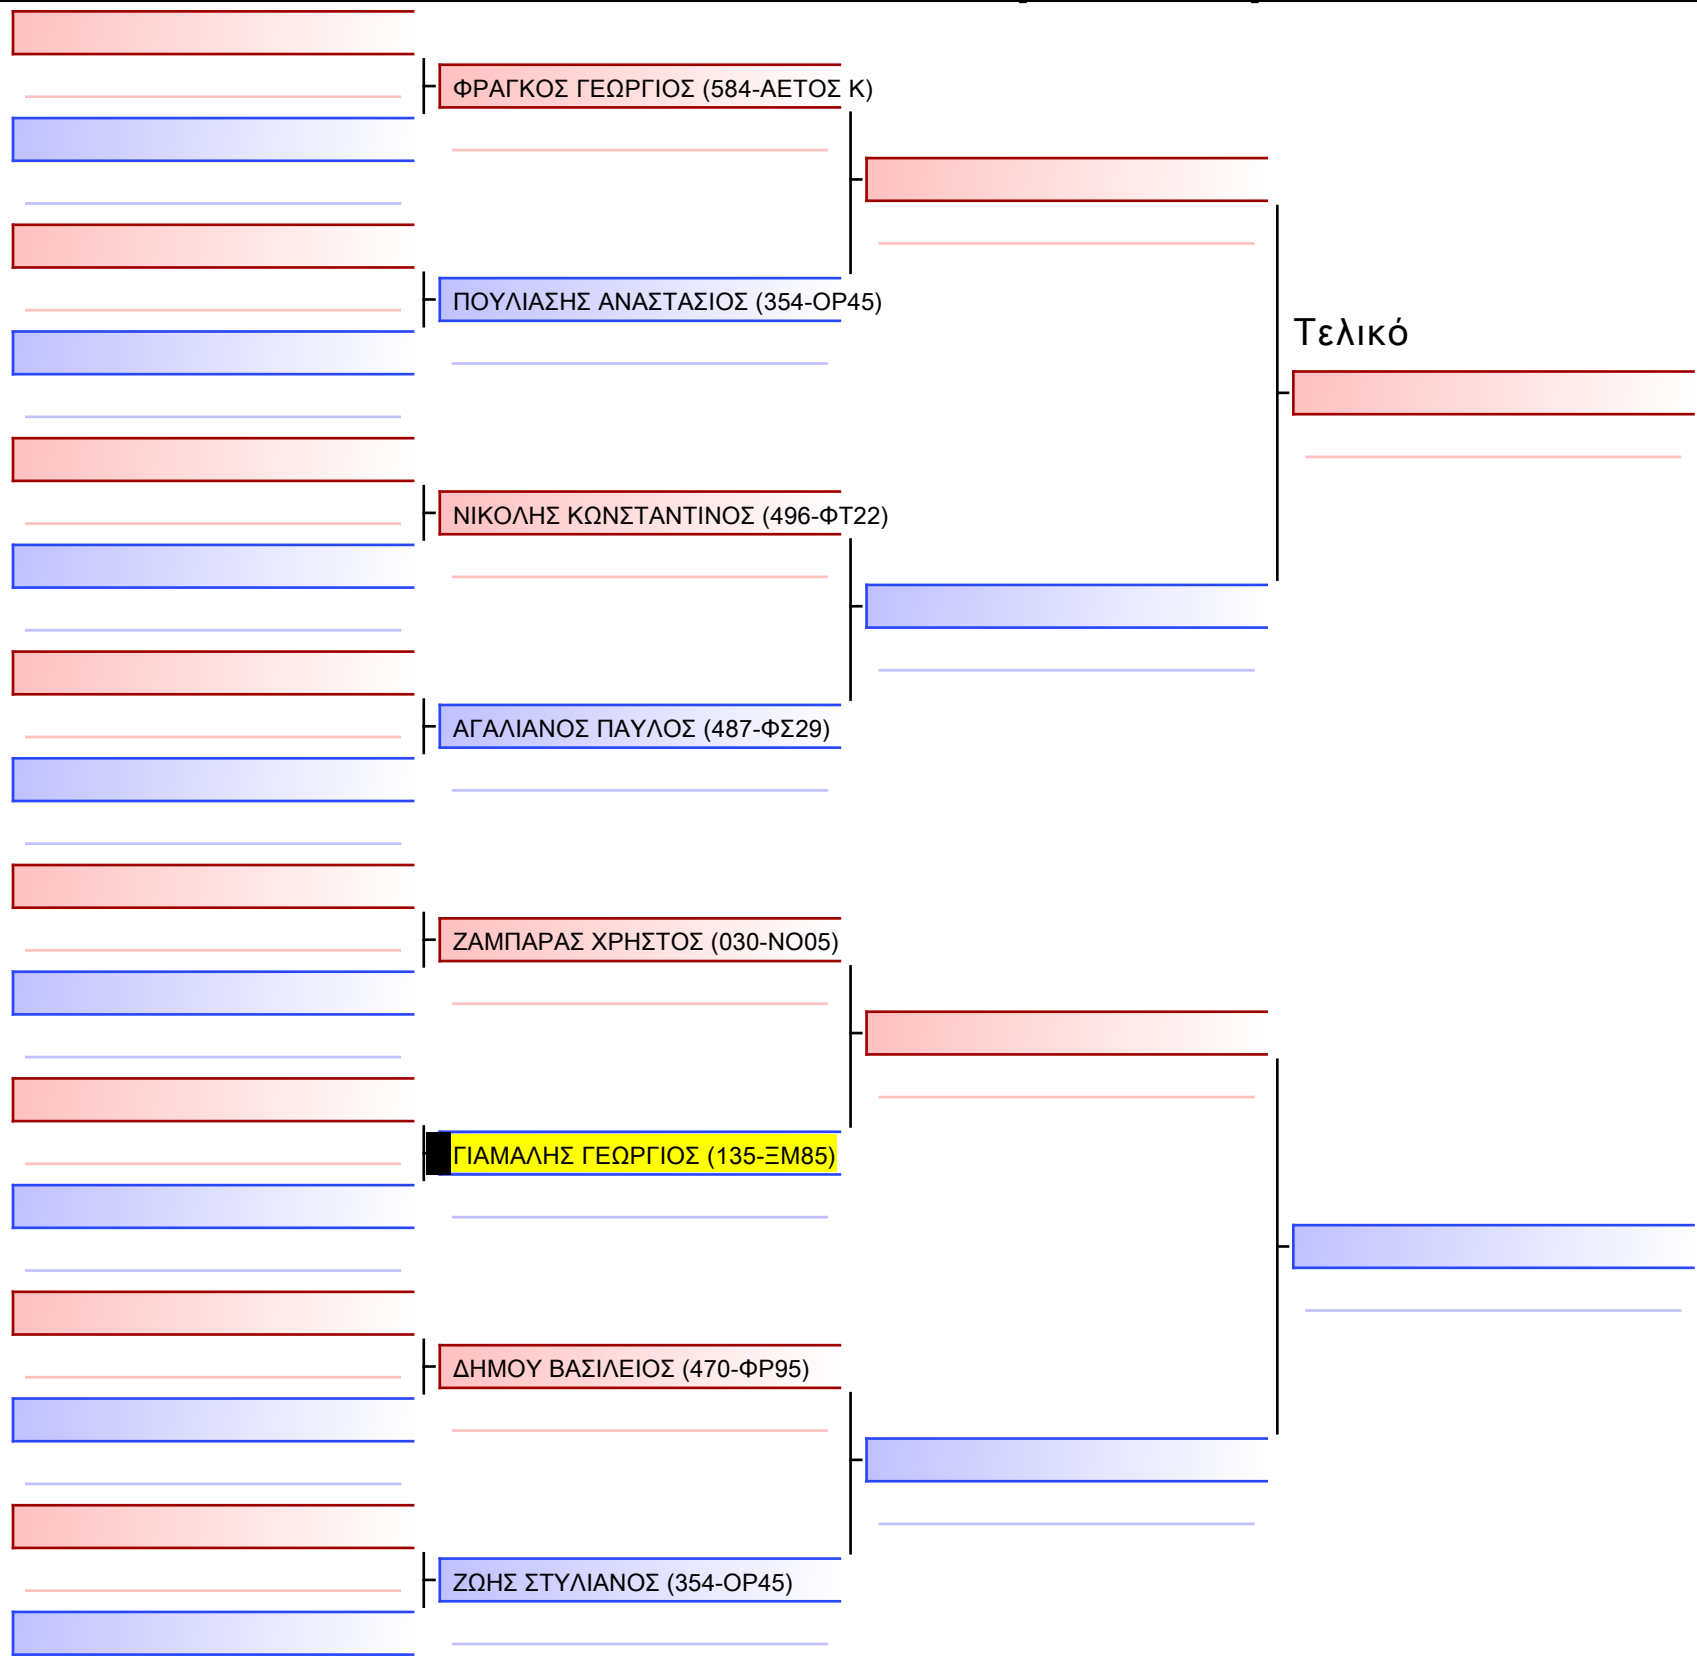 ΦΡΑΓΚΟΣ ΓΕΩΡΓΙΟΣ (584-ΑΕΤΟΣ Κ)
ΠΟΥΛΙΑΣΗΣ ΑΝΑΣΤΑΣΙΟΣ (354-ΟΡ45)
Τελικό
ΝΙΚΟΛΗΣ ΚΩΝΣΤΑΝΤΙΝΟΣ (496-ΦΤ22)
ΑΓΑΛΙΑΝΟΣ ΠΑΥΛΟΣ (487-ΦΣ29)
ΖΑΜΠΑΡΑΣ ΧΡΗΣΤΟΣ (030-ΝΟ05)
ΓΙΑΜΑΛΗΣ ΓΕΩΡΓΙΟΣ (135-ΞΜ85)
ΔΗΜΟΥ ΒΑΣΙΛΕΙΟΣ (470-ΦΡ95)
ΖΩΗΣ ΣΤΥΛΙΑΝΟΣ (354-ΟΡ45)